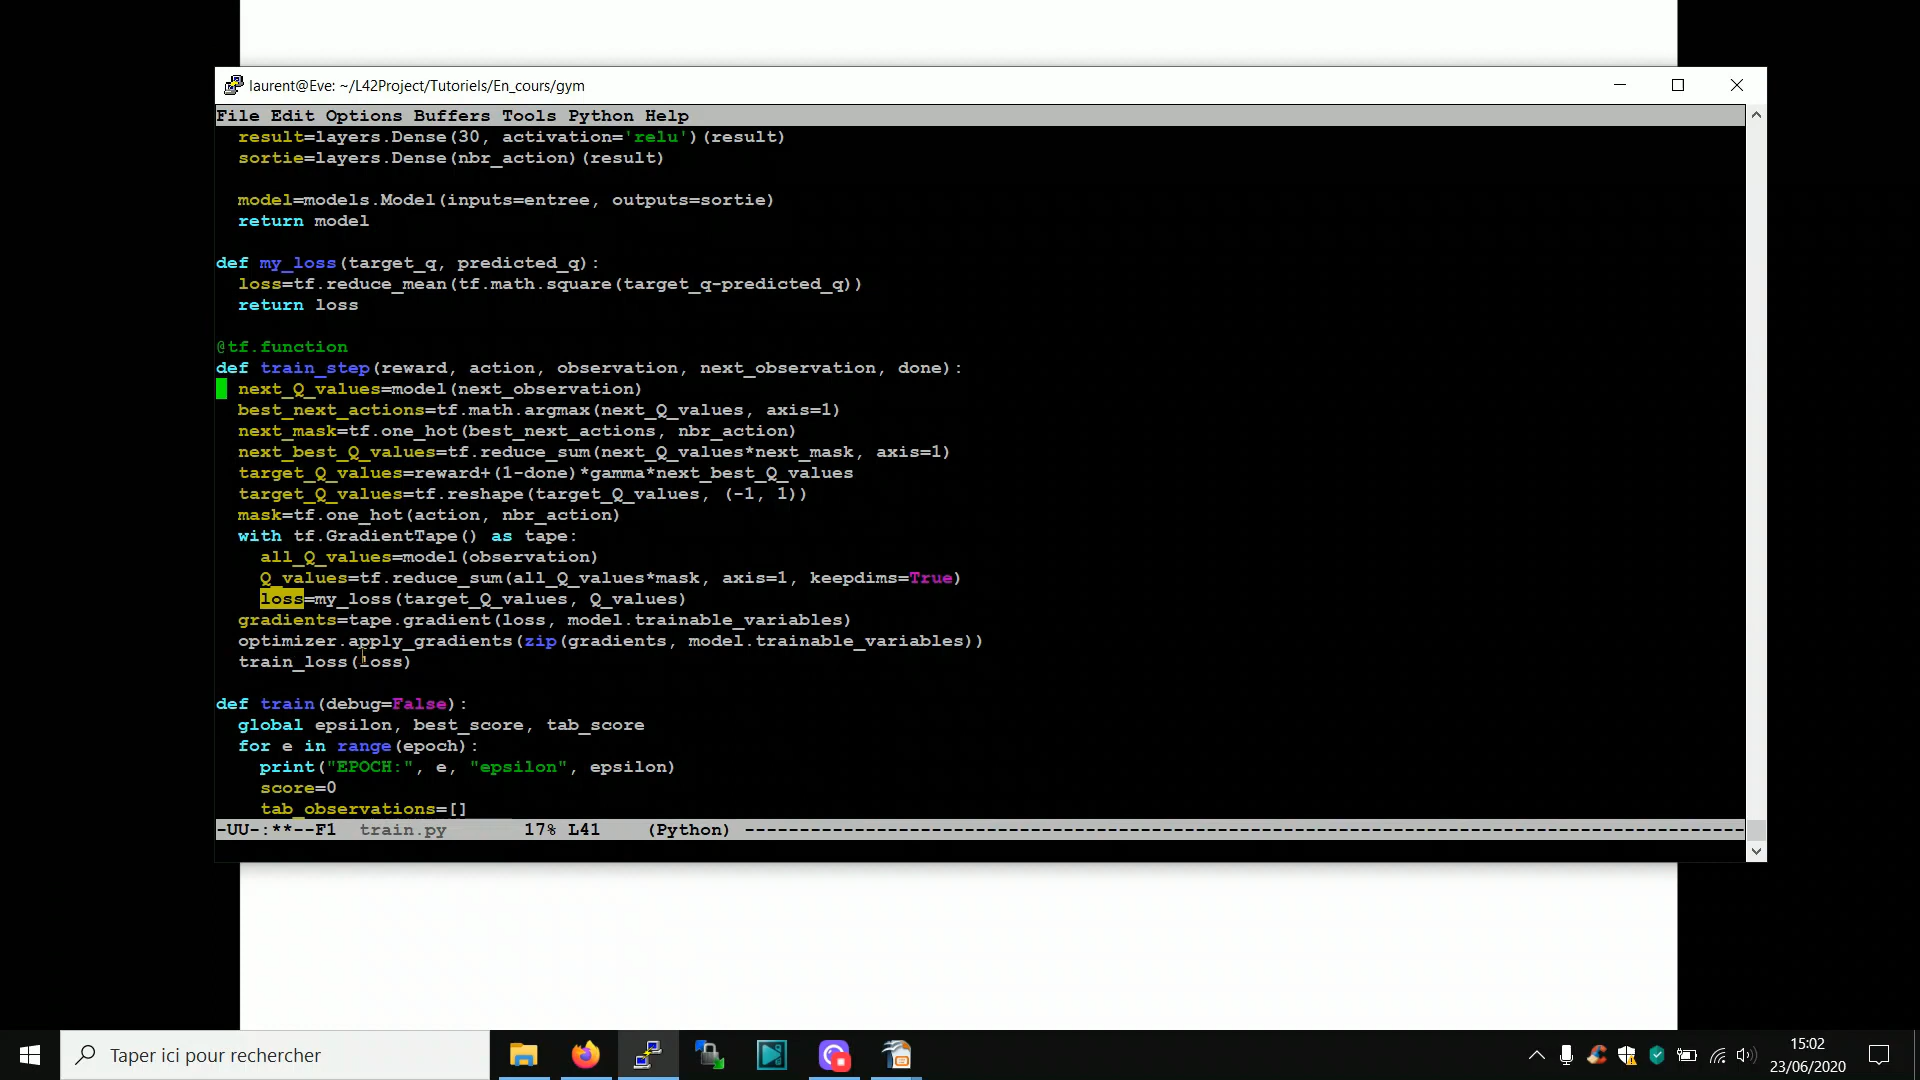 laurent@Eve: ~/L42Project/Tutoriels/En_cours/gym
File Edit Options Buffers Tools Python Help
  result=layers.Dense(30, activation='relu')(result)
  sortie=layers.Dense(nbr_action)(result)

  model=models.Model(inputs=entree, outputs=sortie)
  return model

def my_loss(target_q, predicted_q):
  loss=tf.reduce_mean(tf.math.square(target_q-predicted_q))
  return loss

@tf.function
def train_step(reward, action, observation, next_observation, done):
  next_Q_values=model(next_observation)
  best_next_actions=tf.math.argmax(next_Q_values, axis=1)
  next_mask=tf.one_hot(best_next_actions, nbr_action)
  next_best_Q_values=tf.reduce_sum(next_Q_values*next_mask, axis=1)
  target_Q_values=reward+(1-done)*gamma*next_best_Q_values
  target_Q_values=tf.reshape(target_Q_values, (-1, 1))
  mask=tf.one_hot(action, nbr_action)
  with tf.GradientTape() as tape:
    all_Q_values=model(observation)
    Q_values=tf.reduce_sum(all_Q_values*mask, axis=1, keepdims=True)
    loss=my_loss(target_Q_values, Q_values)
  gradients=tape.gradient(loss, model.trainable_variables)
  optimizer.apply_gradients(zip(gradients, model.trainable_variables))
  train_loss(loss)

def train(debug=False):
  global epsilon, best_score, tab_score
  for e in range(epoch):
    print("EPOCH:", e, "epsilon", epsilon)
    score=0
    tab_observations=[]
-UU-:**--F1  train.py       17% L41    (Python) -------------------------------------------------------------------------------------------
Taper ici pour rechercher
15:02
23/06/2020